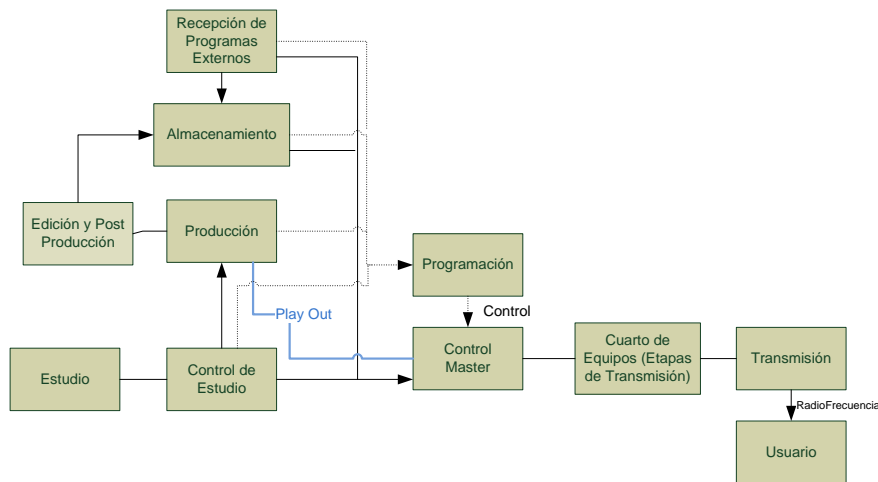 Recepción de
Programas
Externos
Almacenamiento
Edición y Post
Producción
Producción
Programación
Play Out
Control
Estudio
Control de
Estudio
Control
Master
Cuarto de
Equipos (Etapas
de Transmisión)
Transmisión
RadioFrecuencia
Usuario